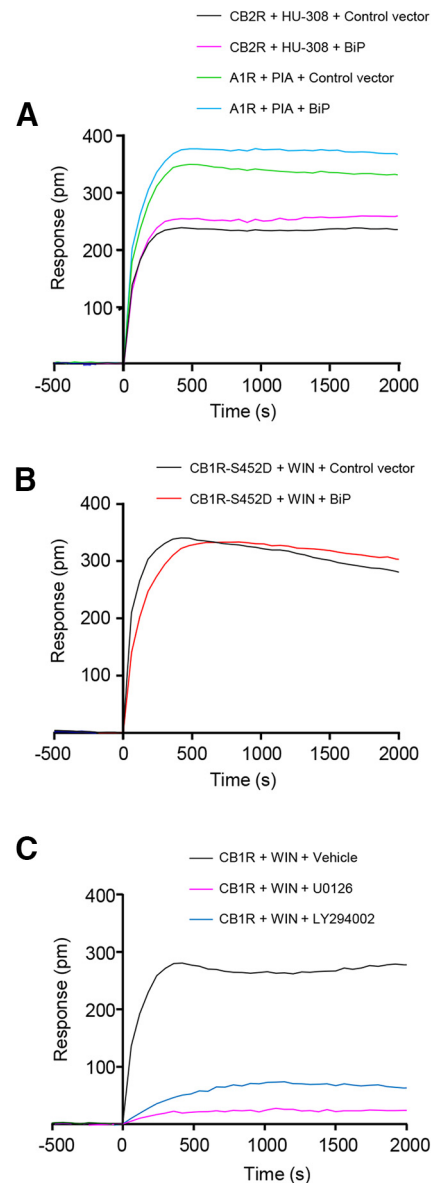 CB2R + HU-308 + Control vector
CB2R + HU-308 + BiP
A1R + PIA + Control vector
A1R + PIA + BiP
A
400
300
200
100
Response (pm)
-500 0 500 1000 1500 2000
Time (s)
B
CB1R-S452D + WIN + Control vector
CB1R-S452D + WIN + BiP
400
300
200
100
Response (pm)
-500 0 500 1000 1500 2000
Time (s)
C
CB1R + WIN + Vehicle
CB1R + WIN + U0126
CB1R + WIN + LY294002
400
300
200
100
Response (pm)
-500 0 500 1000 1500 2000
Time (s)